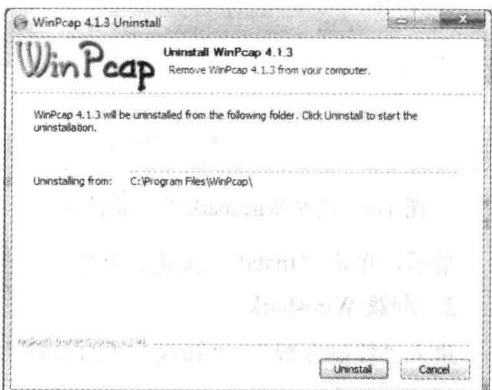 WinPcap 4.1.3 Uninstall
WinPcap
Uninstall WinPcap 4.1.3
Remove WinPcap 4.1.3 from your computer.
WinPcap 4.1.3 will be uninstalled from the following folder. Click Uninstall to start the
uninstallation.
Uninstalling from: C:\Program Files\WinPcap\
Uninstall Cancel